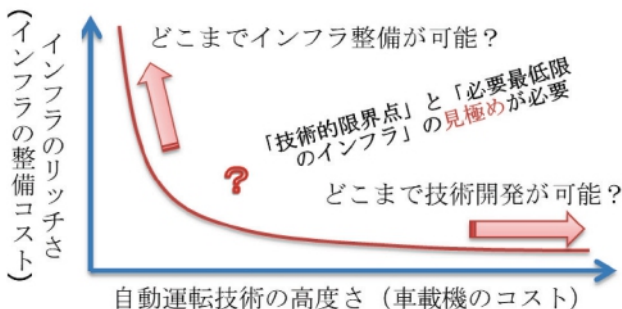 どこまでインフラ整備が可能？
インフラのリッチさ
(インフラの整備コスト)
「技術的限界点」と「必要最低限
のインフラ」の見極めが必要
?
どこまで技術開発が可能？
自動運転技術の高度さ（車載機のコスト）